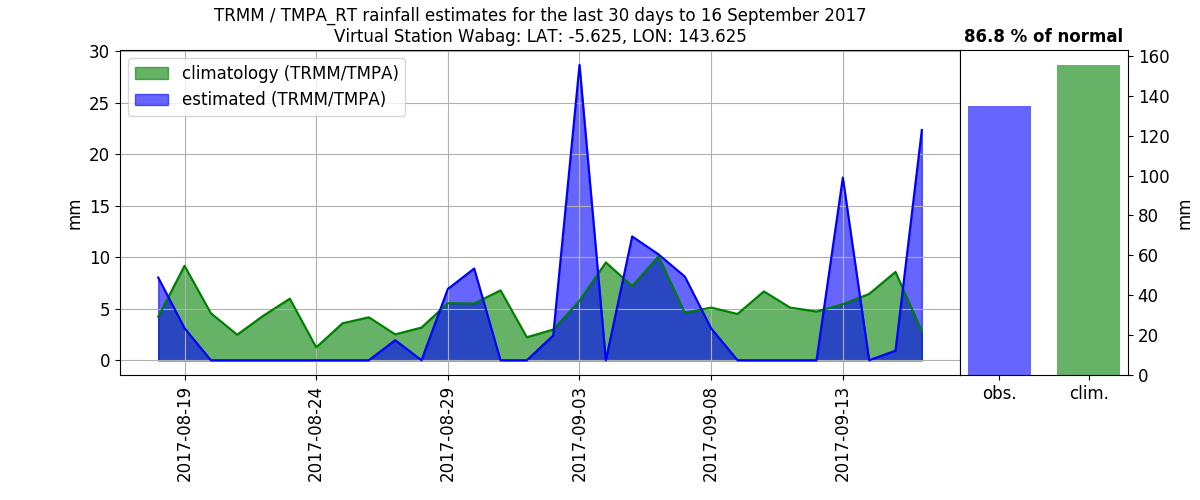 TRMM / TMPA_RT rainfall estimates for the last 30 days to 16 September 2017
Virtual Station Wabag: LAT: -5.625, LON: 143.625
86.8 % of normal
climatology (TRMM/TMPA)
estimated (TRMM/TMPA)
30
25
20
15
10
5
0
mm
2017-08-19
2017-08-24
2017-08-29
2017-09-03
2017-09-08
2017-09-13
obs.
clim.
160
140
120
100
80
60
40
20
0
mm